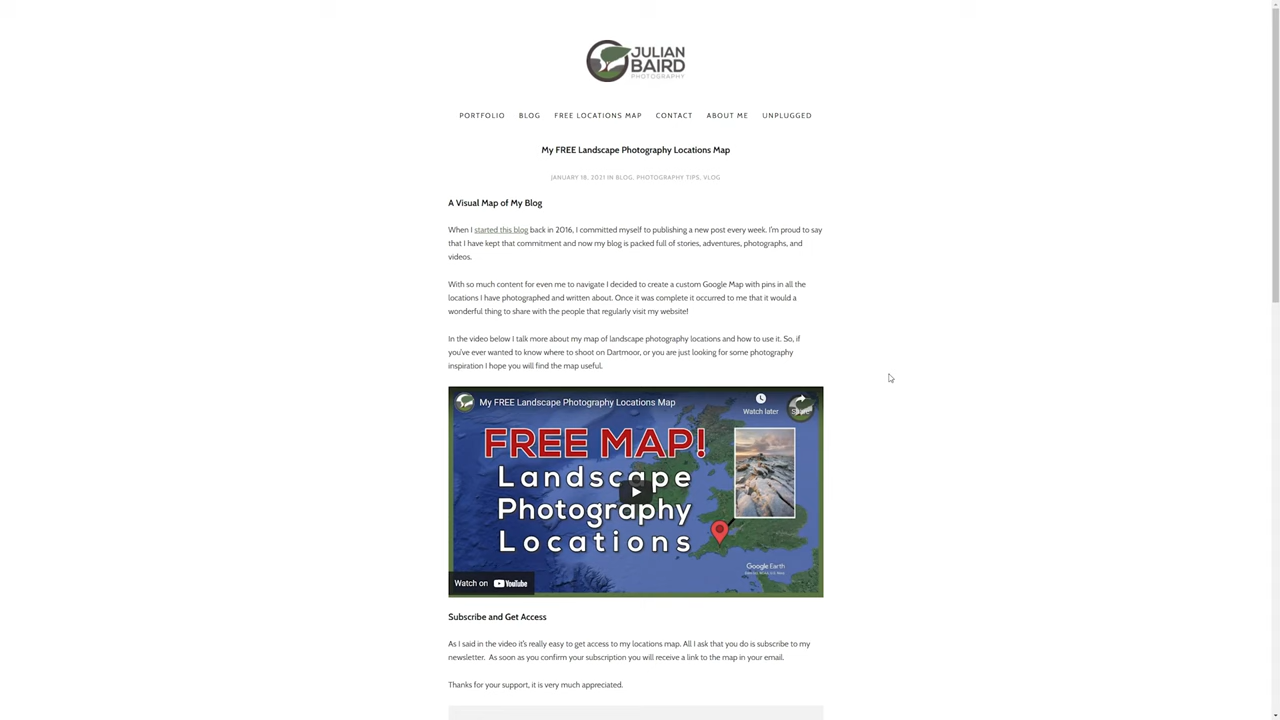 JULIAN
BAIRD
PHOTOGRAPHY
PORTFOLIO BLOG FREE LOCATIONS MAP CONTACT ABOUT ME UNPLUGGED
My FREE Landscape Photography Locations Map
JANUARY 18, 2021 IN BLOG, PHOTOGRAPHY TIPS, VLOG
A Visual Map of My Blog
When I started this blog back in 2016, I committed myself to publishing a new post every week. I'm proud to say
that I have kept that commitment and now my blog is packed full of stories, adventures, photographs, and
videos.
With so much content for even me to navigate I decided to create a custom Google Map with pins in all the
locations I have photographed and written about. Once it was complete it occurred to me that it would a
wonderful thing to share with the people that regularly visit my website!
In the video below I talk more about my map of landscape photography locations and how to use it. So, if
you've ever wanted to know where to shoot on Dartmoor, or you are just looking for some photography
inspiration I hope you will find the map useful.
My FREE Landscape Photography Locations Map
Watch later
Share
FREE MAP!
Landscape
Photography
Locations
Google Earth
Watch on YouTube
Subscribe and Get Access
As I said in the video it's really easy to get access to my locations map. All I ask that you do is subscribe to my
newsletter. As soon as you confirm your subscription you will receive a link to the map in your email.
Thanks for your support, it is very much appreciated.